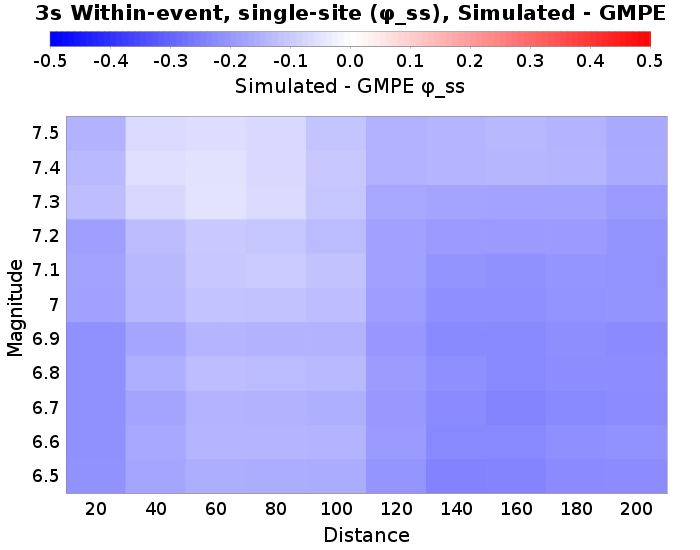 3s Within-event, single-site (φ_ss), Simulated - GMPE
-0.5 -0.4 -0.3 -0.2 -0.1 0.0 0.1 0.2 0.3 0.4 0.5
Simulated - GMPE φ_ss
7.5
7.4
7.3
7.2
7.1
7
6.9
6.8
6.7
6.6
6.5
Magnitude
20 40 60 80 100 120 140 160 180 200
Distance